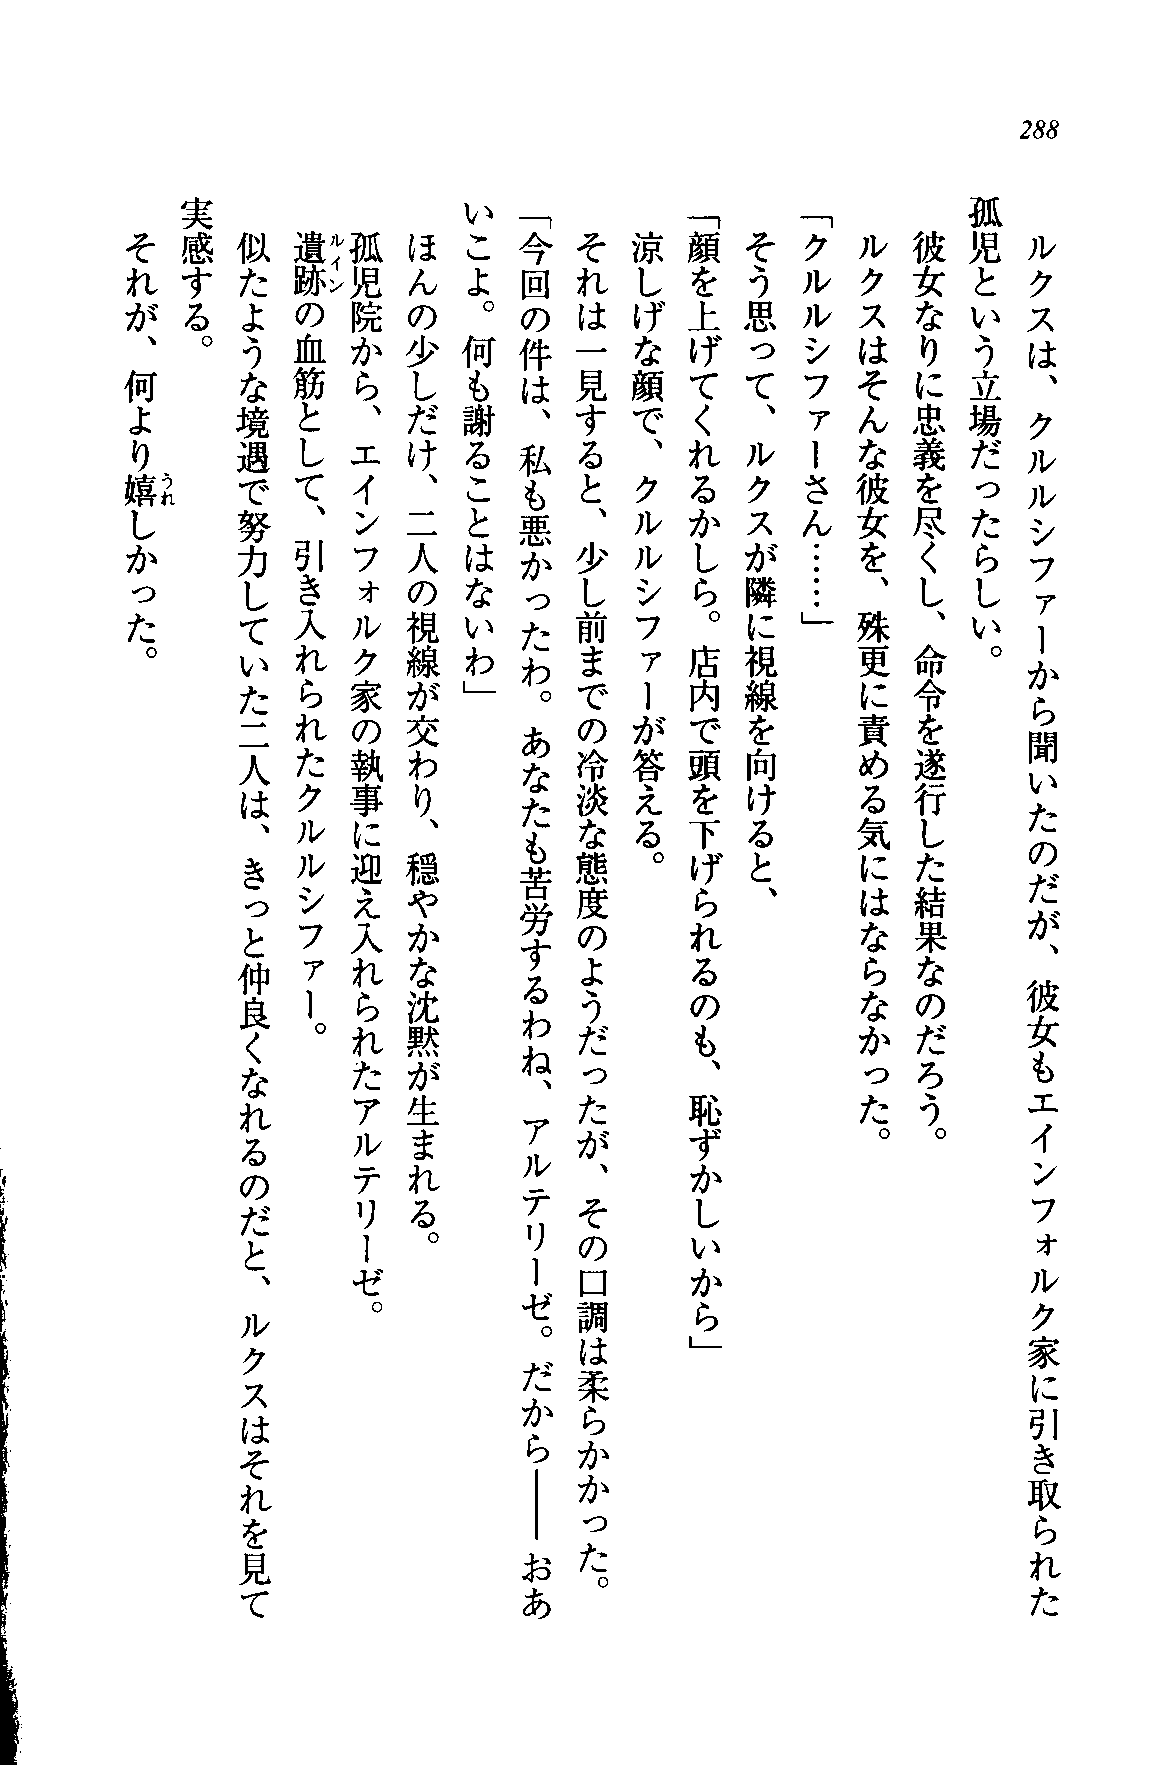 288
ルクスは、クルルシファーから聞いたのだが、彼女もエインフォルク家に引き取られた
孤児という立場だったらしい。
彼女なりに忠義を尽くし、命令を遂行した結果なのだろう。
ルクスはそんな彼女を、殊更に責める気にはならなかった。
「クルルシファーさん……」
そう思って、ルクスが隣に視線を向けると、
「顔を上げてくれるかしら。店内で頭を下げられるのも、恥ずかしいから」
涼しげな顔で、クルルシファーが答える。
それは一見すると、少し前までの冷淡な態度のようだったが、その口調は柔らかかった。
「今回の件は、私も悪かったわ。あなたも苦労するわね、アルテリーゼ。だから――おあ
いこよ。何も謝ることはないわ」
ほんの少しだけ、二人の視線が交わり、穏やかな沈黙が生まれる。
孤児院から、エインフォルク家の執事に迎え入れられたアルテリーゼ。
ルイン
遺跡の血筋として、引き入れられたクルルシファー。
似たような境遇で努力していた二人は、きっと仲良くなれるのだと、ルクスはそれを見て
実感する。
うれ
それが、何より嬉しかった。